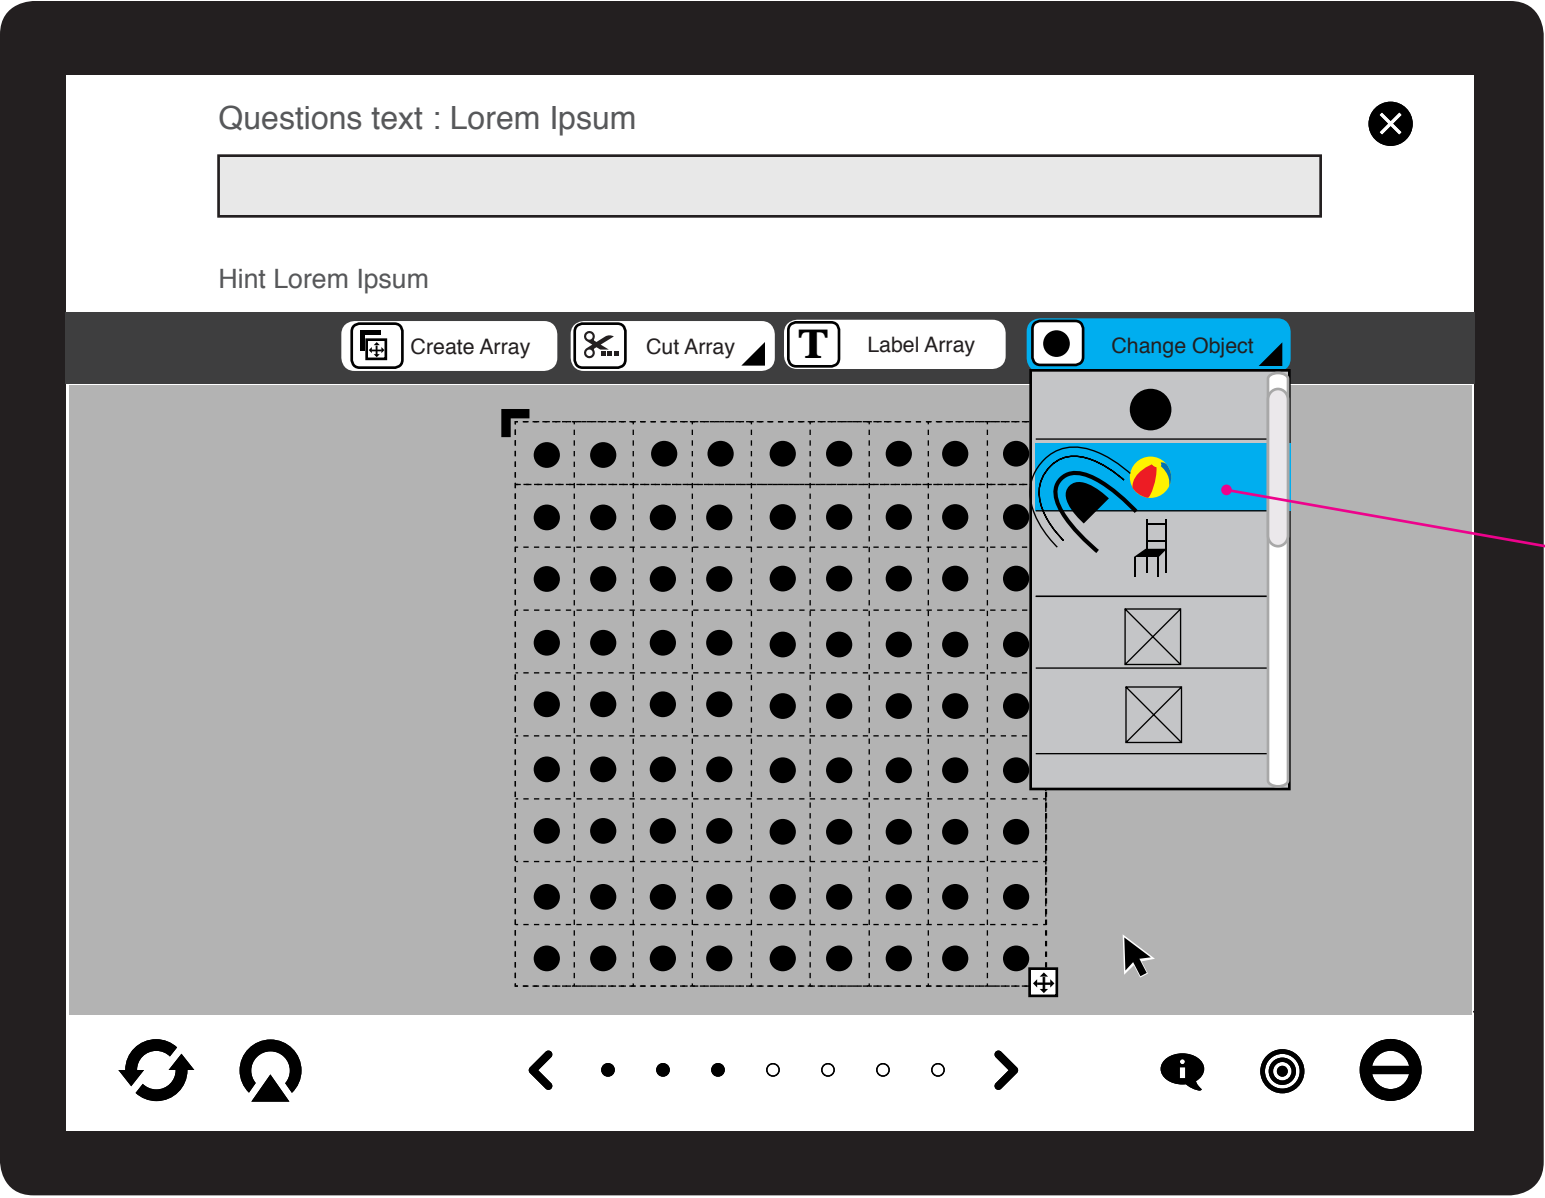 Questions text : Lorem Ipsum
Hint Lorem Ipsum
Create Array
Cut Array
T
Label Array
Change Object
i